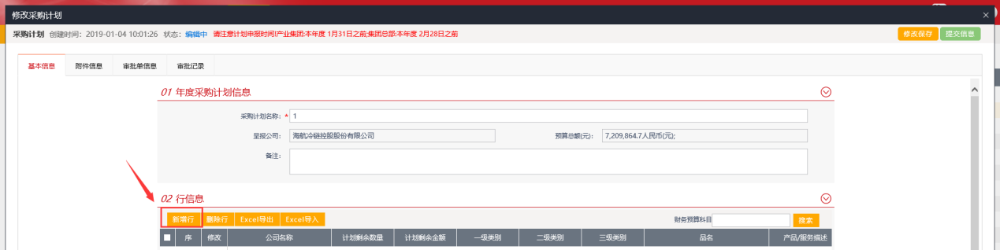 修改采购计划
采购计划 创建时间：2019-01-04 10:01:26 状态：编辑中 请注意计划申报时间!产业集团:本年度 1月31日之前;集团总部:本年度 2月28日之前 修改保存 提交信息
基本信息 附件信息 审批单信息 审批记录
01 年度采购计划信息
采购计划名称：* 1
呈报公司： 海航冷链控股股份有限公司 预算总额(元)： 7,209,864.7人民币(元);
备注：
02 行信息
新增行 删除行 Excel导出 Excel导入 财务预算科目 搜索
序 修改 公司名称 计划剩余数量 计划剩余金额 一级类别 二级类别 三级类别 品名 产品/服务描述